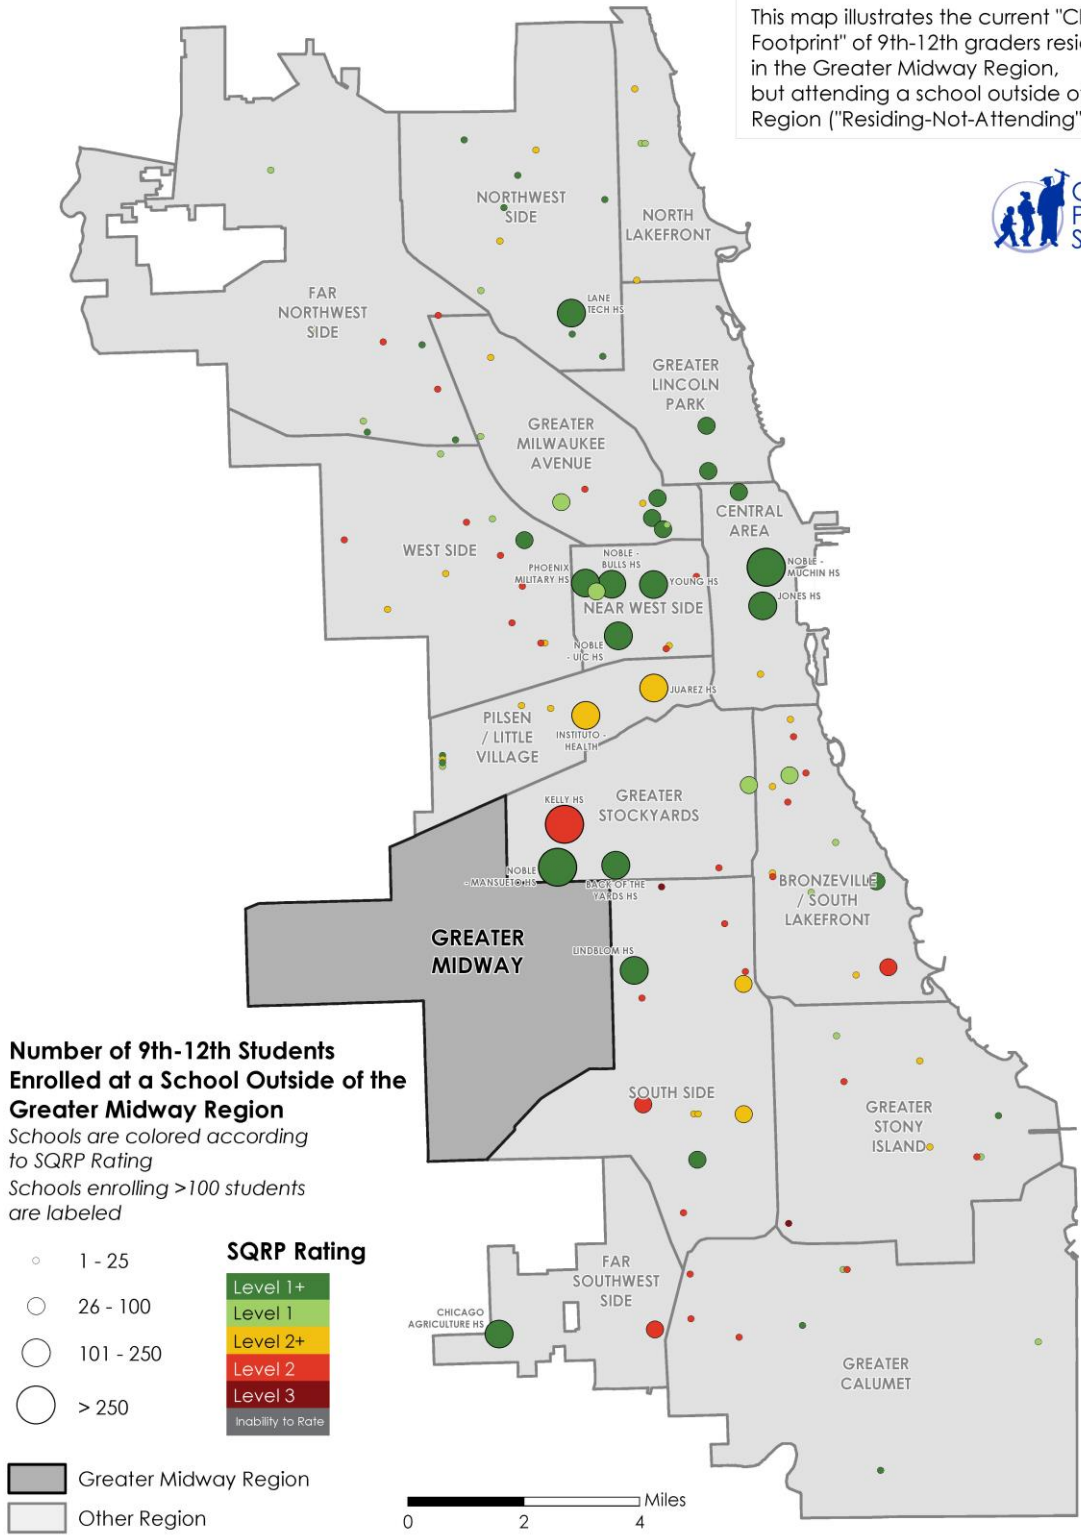 This map illustrates the current "C
Footprint" of 9th-12th graders resi
in the Greater Midway Region,
but attending a school outside o
Region ("Residing-Not-Attending"
NORTHWEST
SIDE
NORTH
LAKEFRONT
FAR
NORTHWEST
SIDE
LANE
TECH HS
GREATER
LINCOLN
PARK
GREATER
MILWAUKEE
AVENUE
CENTRAL
AREA
WEST SIDE
PHOENIX
MILITARY HS
NOBLE -
BULLS HS
YOUNG HS
NOBLE -
MUCHIN HS
JONES HS
NEAR WEST SIDE
NOBLE
- UIC HS
JUAREZ HS
PILSEN
/ LITTLE
VILLAGE
INSTITUTO -
HEALTH
KELLY HS
GREATER
STOCKYARDS
NOBLE
- MANSUETO HS
BACK OF THE
YARDS HS
BRONZEVILLE
/ SOUTH
LAKEFRONT
GREATER
MIDWAY
LINDBLOM HS
SOUTH SIDE
GREATER
STONY
ISLAND
FAR
SOUTHWEST
SIDE
CHICAGO
AGRICULTURE HS
GREATER
CALUMET
Number of 9th-12th Students
Enrolled at a School Outside of the
Greater Midway Region
Schools are colored according
to SQRP Rating
Schools enrolling >100 students
are labeled
1 - 25
26 - 100
101 - 250
> 250
SQRP Rating
Level 1+
Level 1
Level 2+
Level 2
Level 3
Inability to Rate
Greater Midway Region
Other Region
Miles
0 2 4